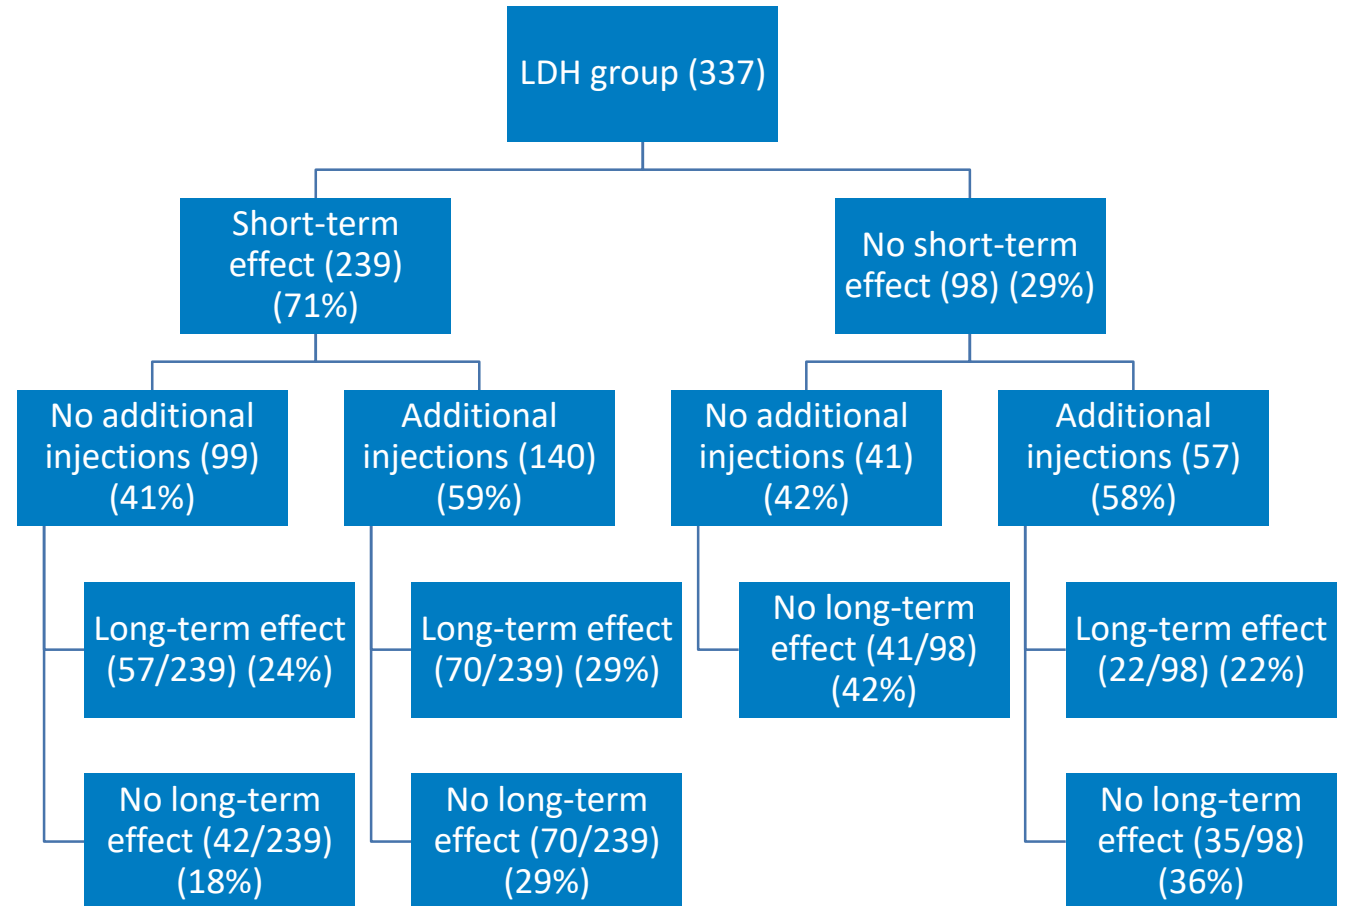 LDH group (337)
Short-term
effect (239)
(71%)
No short-term
effect (98) (29%)
No additional
injections (99)
(41%)
Additional
injections (140)
(59%)
No additional
injections (41)
(42%)
Additional
injections (57)
(58%)
Long-term effect
(57/239) (24%)
Long-term effect
(70/239) (29%)
No long-term
effect (41/98)
(42%)
Long-term effect
(22/98) (22%)
No long-term
effect (42/239)
(18%)
No long-term
effect (70/239)
(29%)
No long-term
effect (35/98)
(36%)